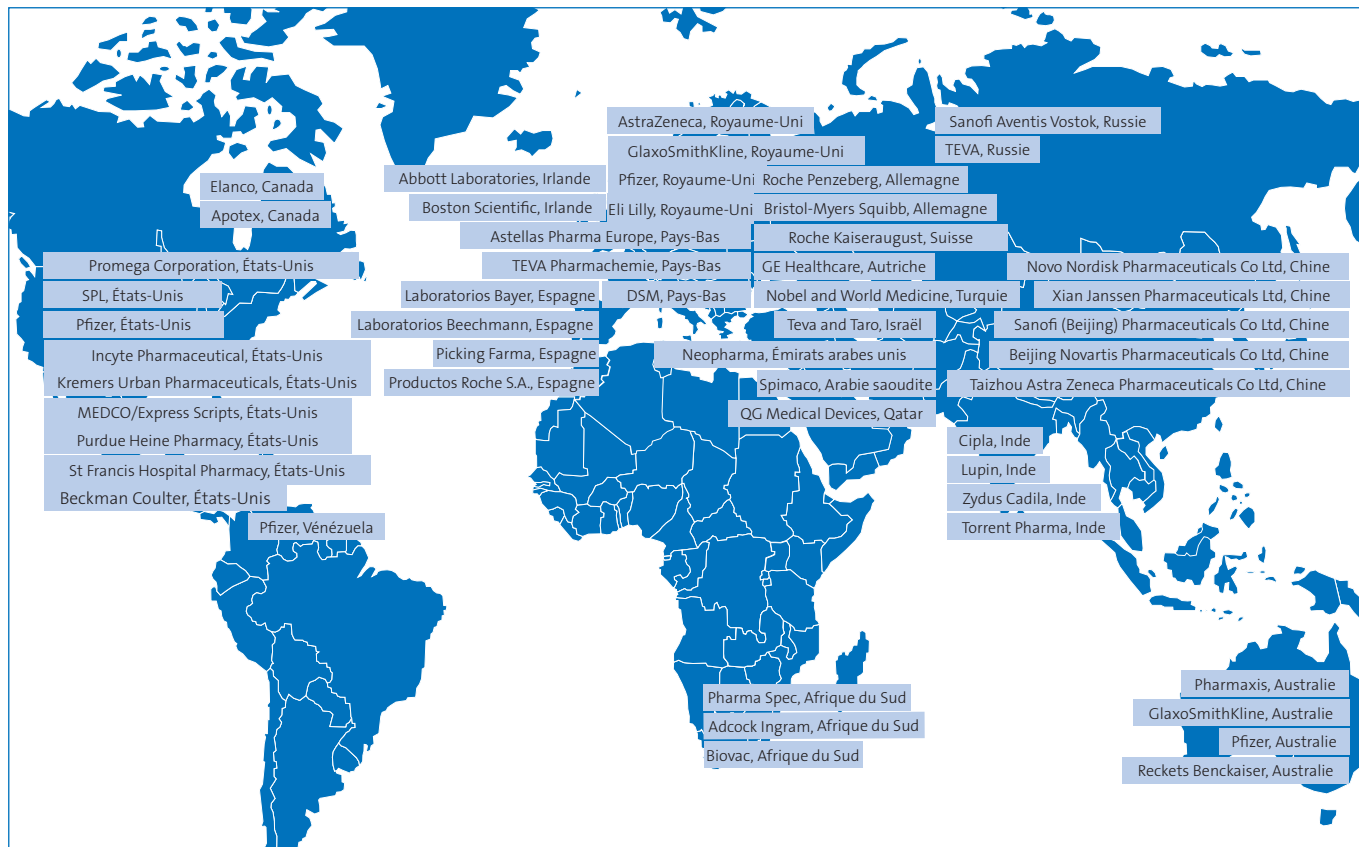 AstraZeneca, Royaume-Uni
Sanofi Aventis Vostok, Russie
GlaxoSmithKline, Royaume-Uni
TEVA, Russie
Abbott Laboratories, Irlande
Pfizer, Royaume-Uni
Roche Penzeberg, Allemagne
Elanco, Canada
Apotex, Canada
Boston Scientific, Irlande
Eli Lilly, Royaume-Uni
Bristol-Myers Squibb, Allemagne
Astellas Pharma Europe, Pays-Bas
Roche Kaiseraugust, Suisse
Promega Corporation, États-Unis
TEVA Pharmachemie, Pays-Bas
GE Healthcare, Autriche
Novo Nordisk Pharmaceuticals Co Ltd, Chine
SPL, États-Unis
Laboratorios Bayer, Espagne
DSM, Pays-Bas
Nobel and World Medicine, Turquie
Xian Janssen Pharmaceuticals Ltd, Chine
Pfizer, États-Unis
Laboratorios Beechmann, Espagne
Teva and Taro, Israël
Sanofi (Beijing) Pharmaceuticals Co Ltd, Chine
Incyte Pharmaceutical, États-Unis
Picking Farma, Espagne
Neopharma, Émirats arabes unis
Beijing Novartis Pharmaceuticals Co Ltd, Chine
Kremers Urban Pharmaceuticals, États-Unis
Productos Roche S.A., Espagne
Spimaco, Arabie saoudite
Taizhou Astra Zeneca Pharmaceuticals Co Ltd, Chine
MEDCO/Express Scripts, États-Unis
QG Medical Devices, Qatar
Purdue Heine Pharmacy, États-Unis
Cipla, Inde
St Francis Hospital Pharmacy, États-Unis
Lupin, Inde
Beckman Coulter, États-Unis
Zydus Cadila, Inde
Pfizer, Vénézuela
Torrent Pharma, Inde
Pharma Spec, Afrique du Sud
Pharmaxis, Australie
Adcock Ingram, Afrique du Sud
GlaxoSmithKline, Australie
Biovac, Afrique du Sud
Pfizer, Australie
Reckets Benckaiser, Australie